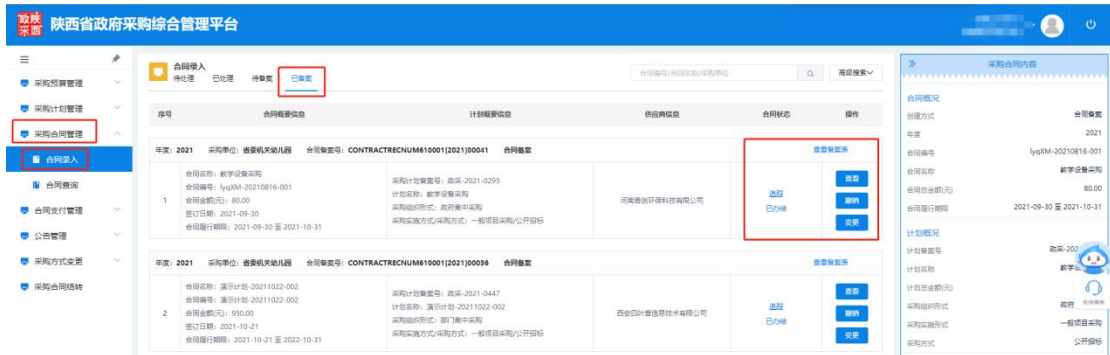 政陕
采西
陕西省政府采购综合管理平台
采购预算管理
采购计划管理
采购合同管理
合同录入
合同查询
合同支付管理
公告管理
采购方式变更
采购合同结转
合同录入
待处理 已处理 待备案 已备案
合同编号/合同名称/采购单位
高级搜索
序号 合同概要信息 计划概要信息 供应商信息 合同状态 操作
年度: 2021 采购单位: 省委机关幼儿园 合同备案号: CONTRACTRECNUM610001[2021]00041 合同备案 查看备案表
1
合同名称: 教学设备采购
合同编号: lyqXM-20210816-001
合同金额(元): 80.00
签订日期: 2021-09-30
合同履行期限: 2021-09-30 至 2021-10-31
采购计划备案号: 政采-2021-0295
计划名称: 教学设备采购
采购组织形式: 政府集中采购
采购实施方式/采购方式: 一般项目采购/公开招标
河南普创环保科技有限公司
追踪
已办结
查看
撤销
变更
年度: 2021 采购单位: 省委机关幼儿园 合同备案号: CONTRACTRECNUM610001[2021]00036 合同备案 查看备案表
2
合同名称: 演示计划-20211022-002
合同编号: 演示计划-20211022-002
合同金额(元): 950.00
签订日期: 2021-10-21
合同履行期限: 2021-10-21 至 2022-10-31
采购计划备案号: 政采-2021-0447
计划名称: 演示计划-20211022-002
采购组织形式: 部门集中采购
采购实施方式/采购方式: 一般项目采购/公开招标
西安四叶草信息技术有限公司
追踪
已办结
查看
撤销
变更
采购合同内容
合同概况
创建方式 合同备案
年度 2021
合同编号 lyqXM-20210816-001
合同名称 教学设备采购
合同总金额(元) 80.00
合同履行期限 2021-09-30 至 2021-10-31
计划概况
计划备案号 政采-202
计划名称 教学设
计划总金额(元)
采购组织形式 政府
在线服务
采购实施形式 一般项目采购
采购方式 公开招标